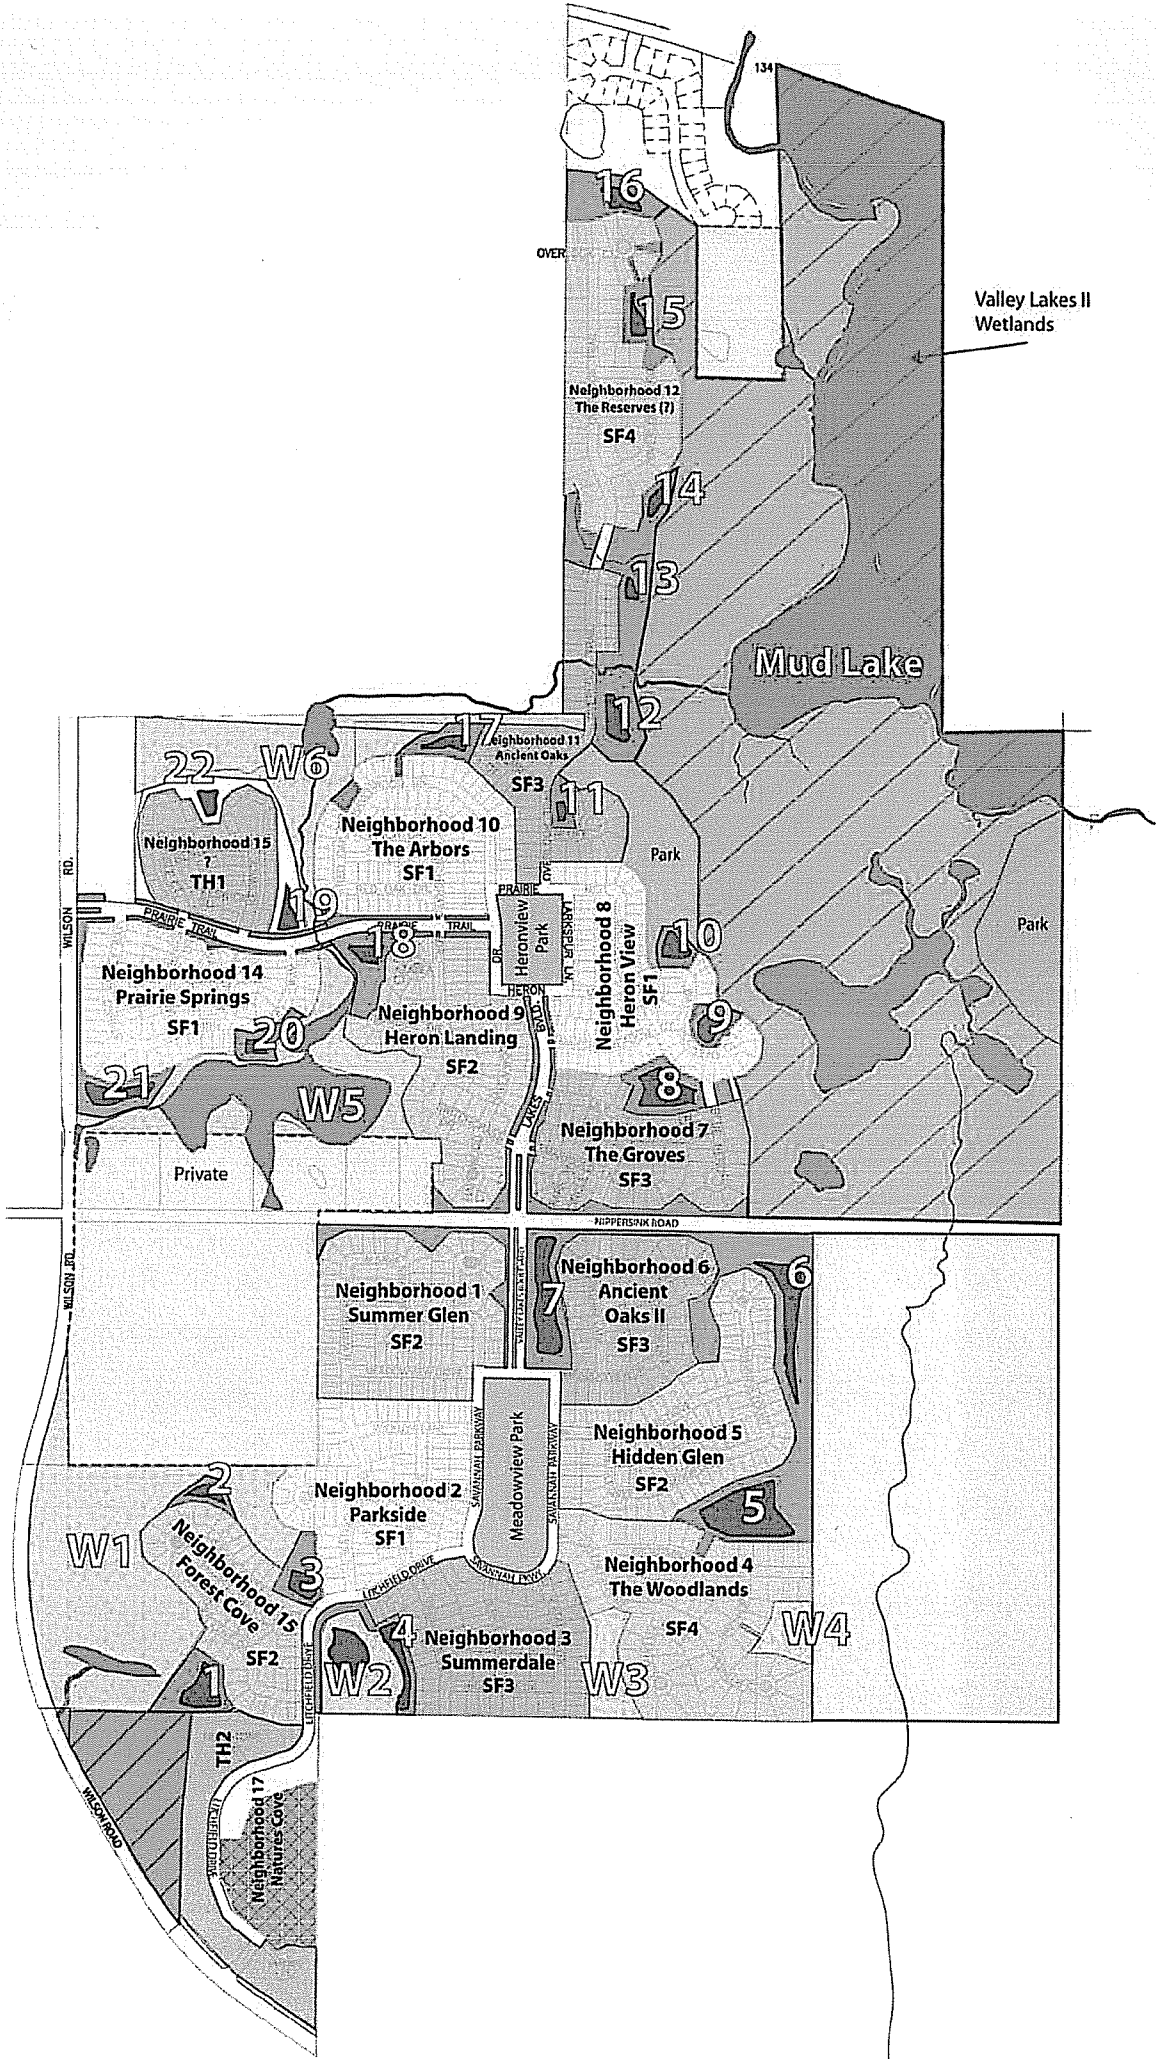 134
16
OVER
15
Valley Lakes II
Wetlands
Neighborhood 12
The Reserves (?)
SF4
14
13
Mud Lake
12
17
eighborhood 11
Ancient Oaks
SF3
22
W6
11
Neighborhood 10
The Arbors
SF1
Neighborhood 15
?
TH1
Park
RD.
WILSON
19
PRAIRIE
OVE
PRAIRIE TRAIL
PRAIRIE TRAIL
18
DR
Heronview
Park
LARKSPUR LN
HERON
Neighborhood 8
Heron View
SF1
10
Park
Neighborhood 14
Prairie Springs
SF1
Neighborhood 9
Heron Landing
SF2
BLVD.
9
20
21
W5
8
LAKES
Neighborhood 7
The Groves
SF3
Private
NIPPERSINK ROAD
WILSON RD
Neighborhood 1
Summer Glen
SF2
7
Neighborhood 6
Ancient
Oaks II
SF3
6
SAVANNAH PARKWAY
Meadowview Park
SAVANNAH PARKWAY
Neighborhood 5
Hidden Glen
SF2
2
Neighborhood 2
Parkside
SF1
5
W1
Neighborhood 15
Forest Cove
SF2
3
LITCHFIELD DRIVE
SAVANNAH PKWY
Neighborhood 4
The Woodlands
SF4
W4
4
Neighborhood 3
Summerdale
SF3
W2
W3
1
LITCHFIELD DRIVE
TH2
WILSON ROAD
LITCHFIELD DRIVE
Neighborhood 17
Natures Cove